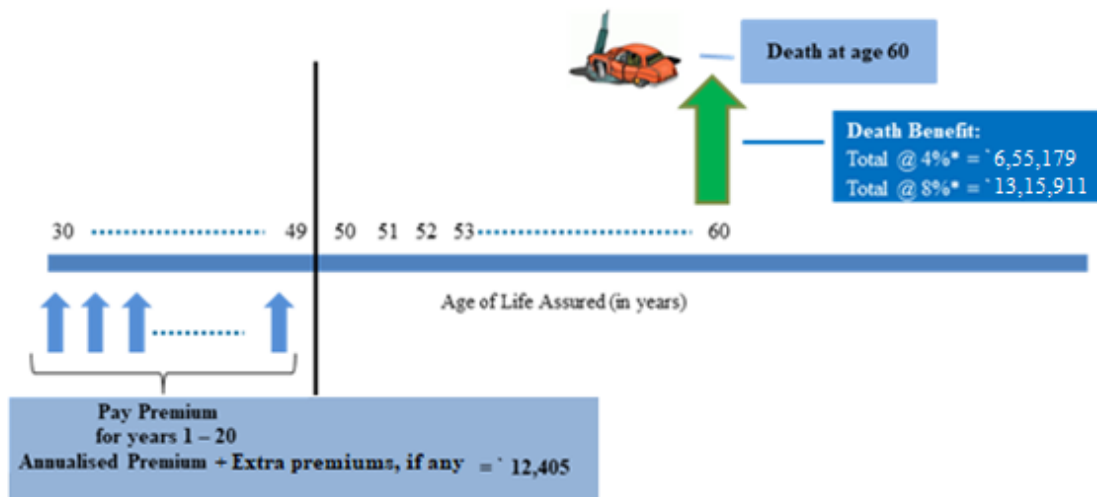 Death at age 60
Death Benefit:
Total @ 4%* = ` 6,55,179
Total @ 8%* = ` 13,15,911
30 49 50 51 52 53 60
Age of Life Assured (in years)
Pay Premium
for years 1 – 20
Annualised Premium + Extra premiums, if any = ` 12,405